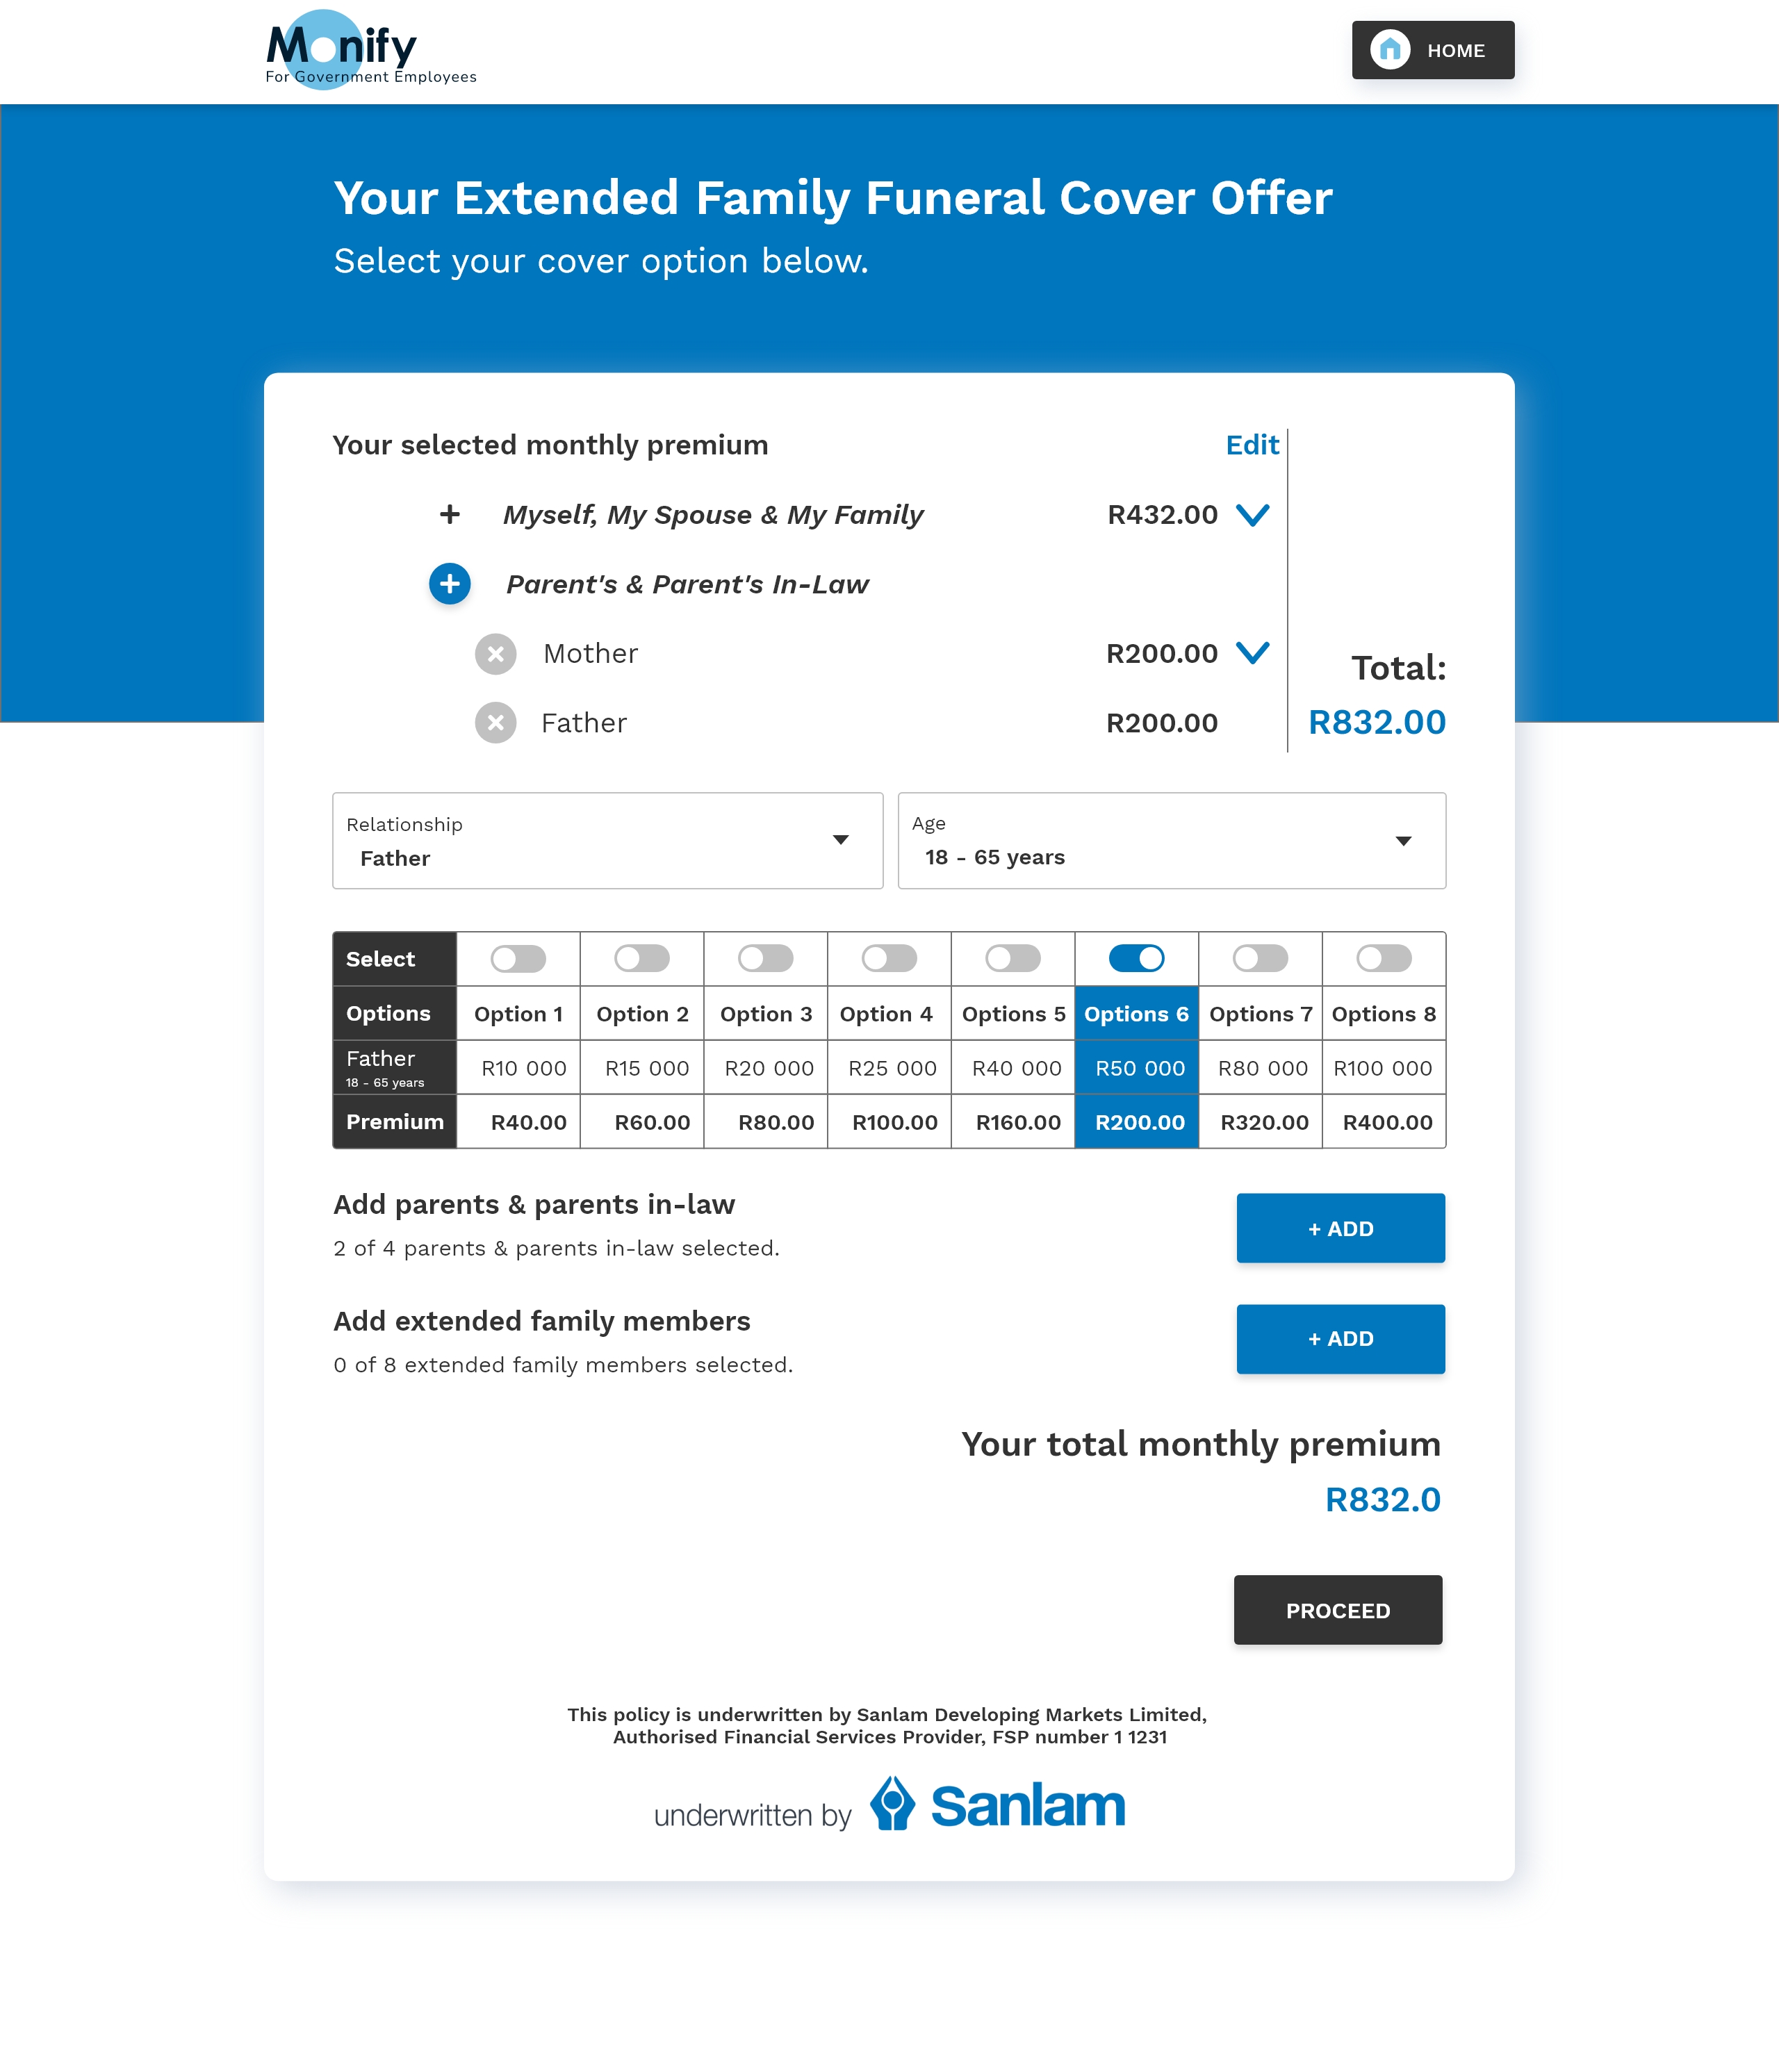 Monify
For Government Employees
HOME
Your Extended Family Funeral Cover Offer
Select your cover option below.
Your selected monthly premium
Edit
+ Myself, My Spouse & My Family R432.00
+ Parent's & Parent's In-Law
Mother R200.00
Father R200.00
Total:
R832.00
Relationship
Father
Age
18 - 65 years
Select
Options Option 1 Option 2 Option 3 Option 4 Options 5 Options 6 Options 7 Options 8
Father
18 - 65 years
R10 000 R15 000 R20 000 R25 000 R40 000 R50 000 R80 000 R100 000
Premium R40.00 R60.00 R80.00 R100.00 R160.00 R200.00 R320.00 R400.00
Add parents & parents in-law
2 of 4 parents & parents in-law selected.
+ ADD
Add extended family members
0 of 8 extended family members selected.
+ ADD
Your total monthly premium
R832.0
PROCEED
This policy is underwritten by Sanlam Developing Markets Limited,
Authorised Financial Services Provider, FSP number 1 1231
underwritten by Sanlam